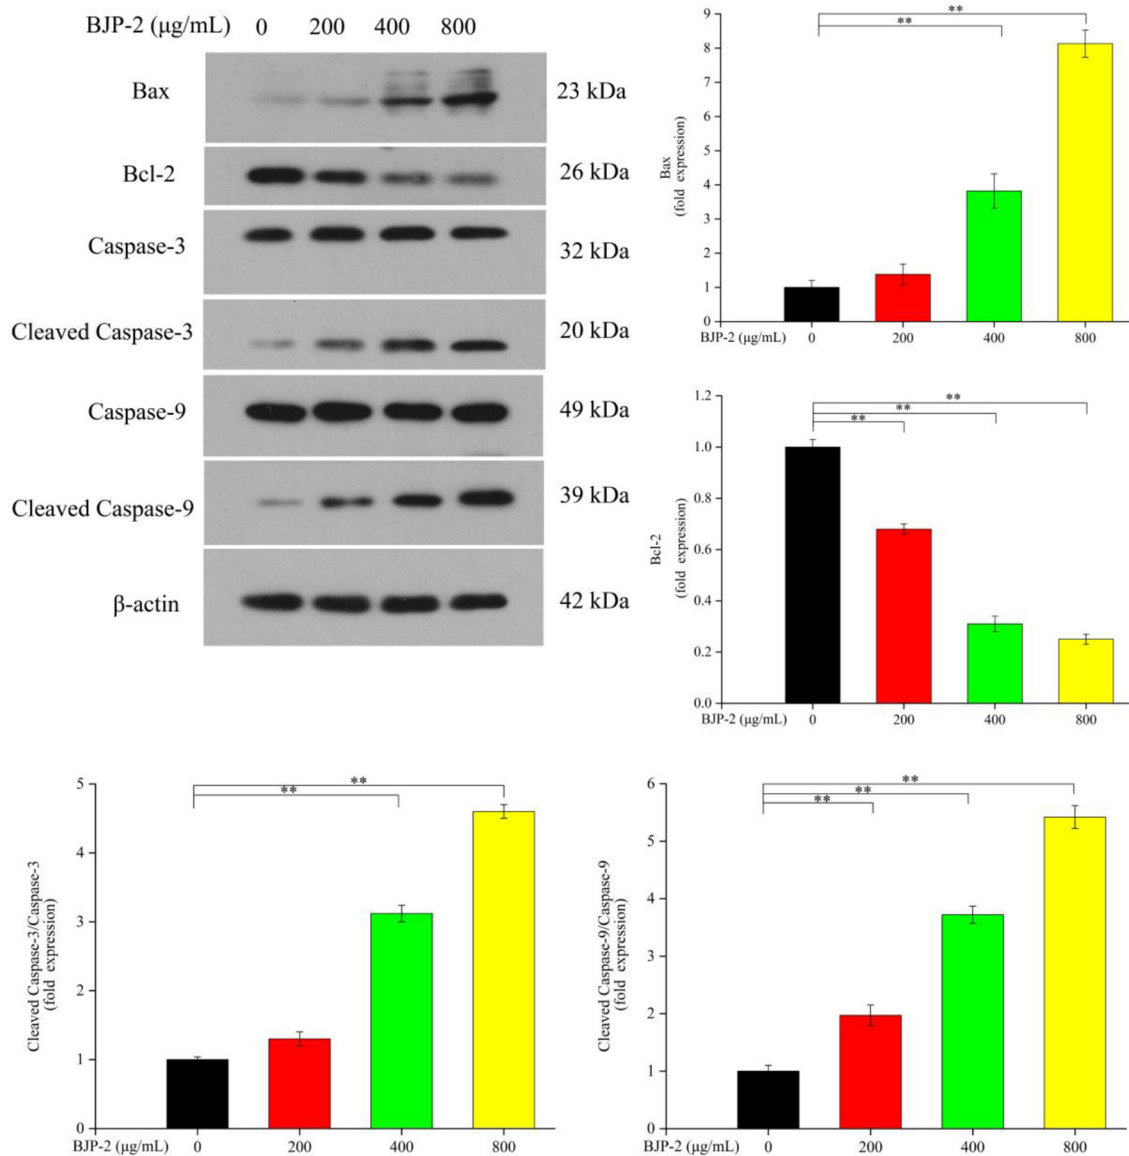 BJP-2 (μg/mL) 0 200 400 800
Bax 23 kDa
Bcl-2 26 kDa
Caspase-3 32 kDa
Cleaved Caspase-3 20 kDa
Caspase-9 49 kDa
Cleaved Caspase-9 39 kDa
β-actin 42 kDa
9
8
7
6
5
4
3
2
1
0
Bax
(fold expression)
** **
BJP-2 (μg/mL) 0 200 400 800
1.2
1.0
0.8
0.6
0.4
0.2
0.0
Bcl-2
(fold expression)
** ** **
BJP-2 (μg/mL) 0 200 400 800
5
4
3
2
1
0
Cleaved Caspase-3/Caspase-3
(fold expression)
** **
BJP-2 (μg/mL) 0 200 400 800
6
5
4
3
2
1
0
Cleaved Caspase-9/Caspase-9
(fold expression)
** ** **
BJP-2 (μg/mL) 0 200 400 800